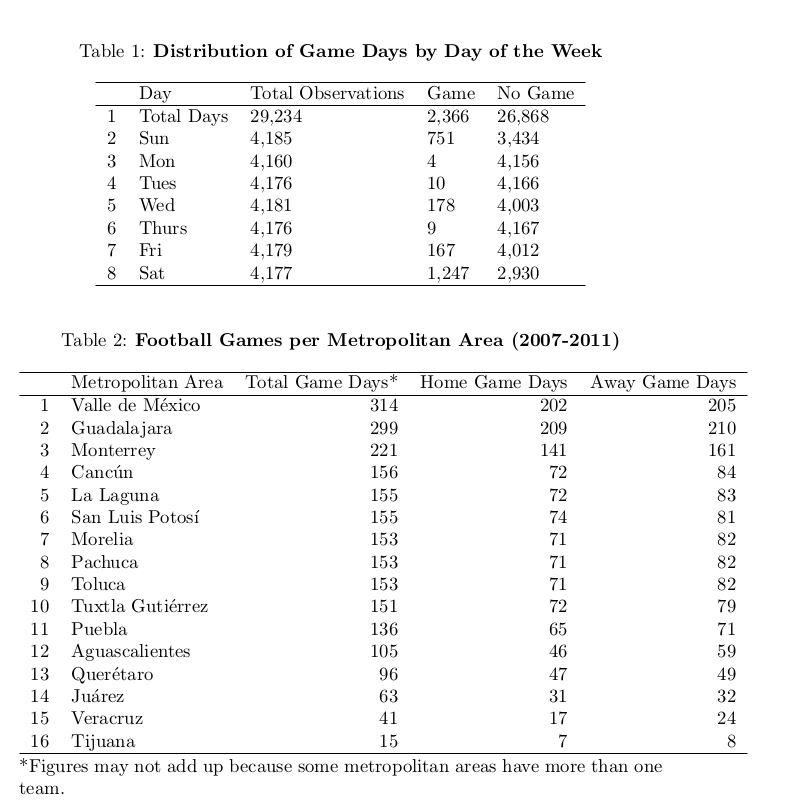 Table 1: Distribution of Game Days by Day of the Week
Day Total Observations Game No Game
1 Total Days 29,234 2,366 26,868
2 Sun 4,185 751 3,434
3 Mon 4,160 4 4,156
4 Tues 4,176 10 4,166
5 Wed 4,181 178 4,003
6 Thurs 4,176 9 4,167
7 Fri 4,179 167 4,012
8 Sat 4,177 1,247 2,930
Table 2: Football Games per Metropolitan Area (2007-2011)
Metropolitan Area Total Game Days* Home Game Days Away Game Days
1 Valle de México 314 202 205
2 Guadalajara 299 209 210
3 Monterrey 221 141 161
4 Cancún 156 72 84
5 La Laguna 155 72 83
6 San Luis Potosí 155 74 81
7 Morelia 153 71 82
8 Pachuca 153 71 82
9 Toluca 153 71 82
10 Tuxtla Gutiérrez 151 72 79
11 Puebla 136 65 71
12 Aguascalientes 105 46 59
13 Querétaro 96 47 49
14 Juárez 63 31 32
15 Veracruz 41 17 24
16 Tijuana 15 7 8
*Figures may not add up because some metropolitan areas have more than one
team.